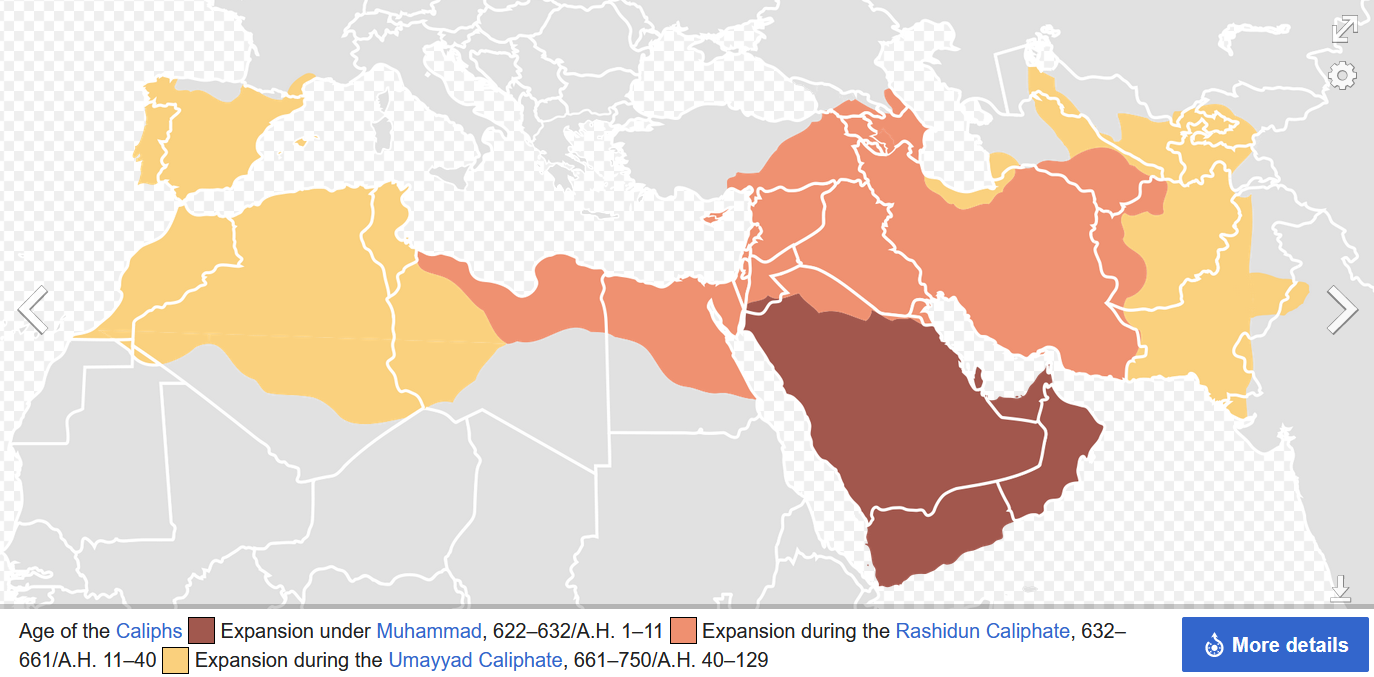 Age of the Caliphs Expansion under Muhammad, 622–632/A.H. 1–11 Expansion during the Rashidun Caliphate, 632–
661/A.H. 11–40 Expansion during the Umayyad Caliphate, 661–750/A.H. 40–129
More details